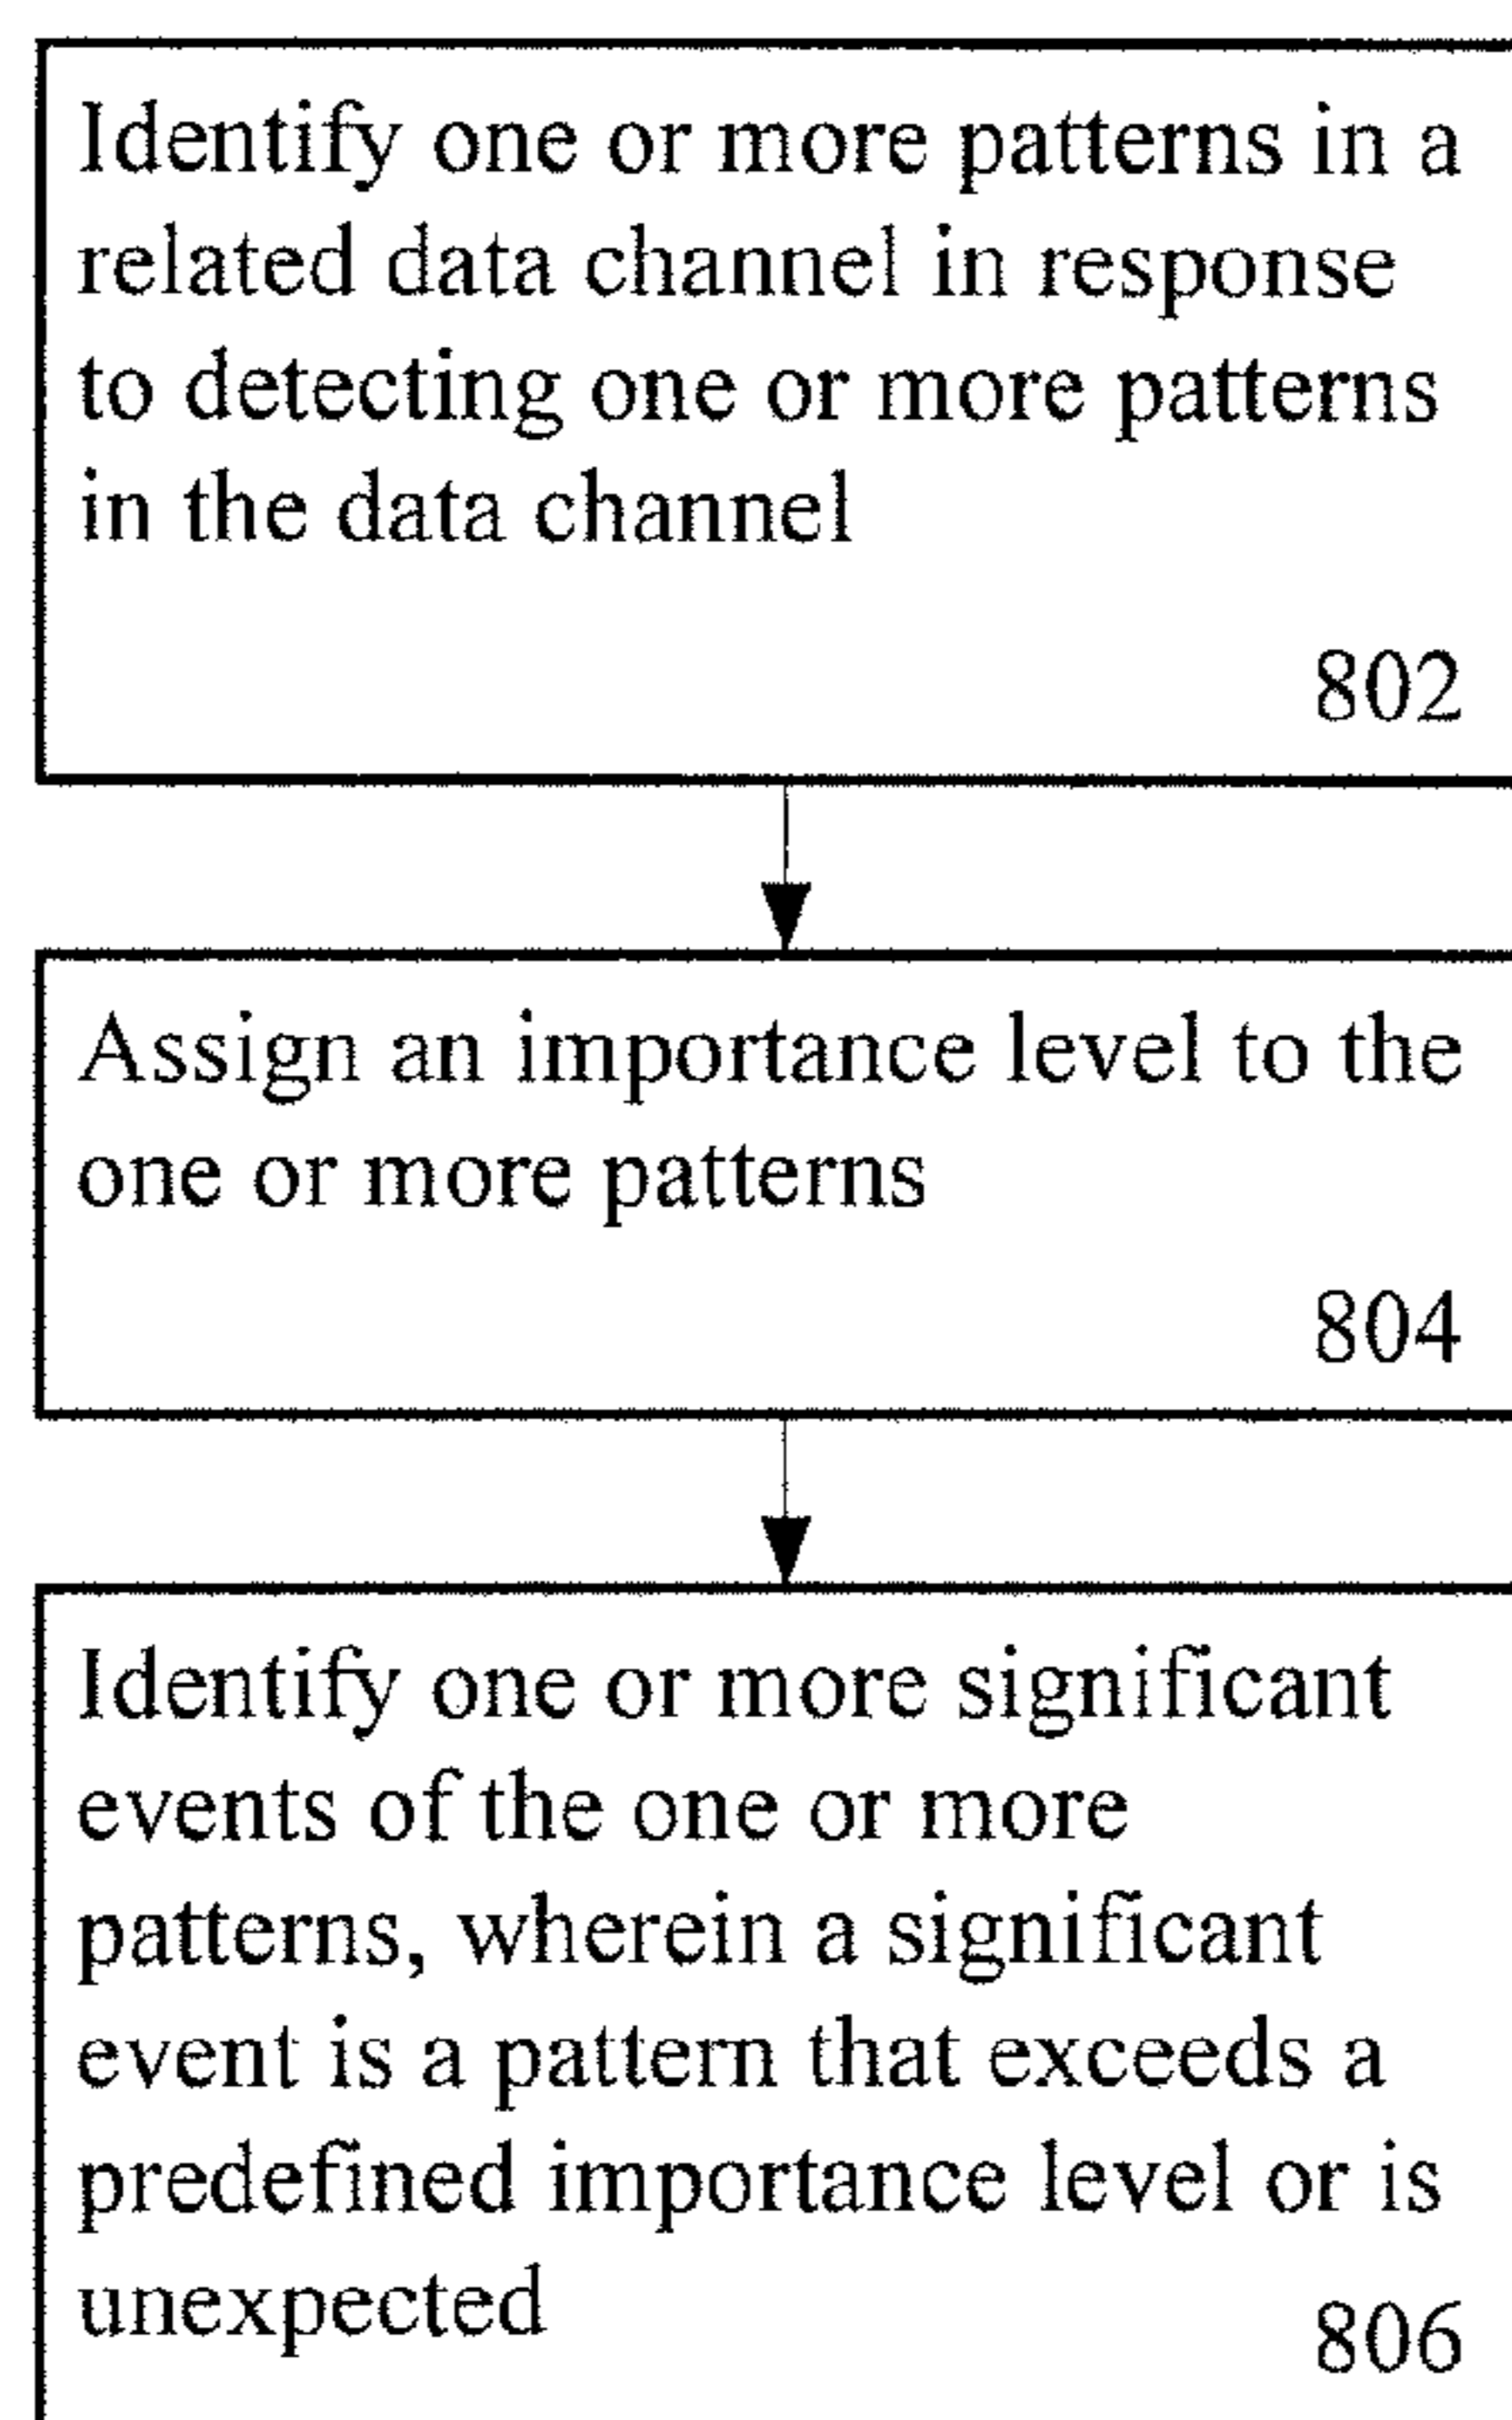 Identify one or more patterns in a
related data channel in response
to detecting one or more patterns
in the data channel
802
Assign an importance level to the
one or more patterns
804
Identify one or more significant
events of the one or more
patterns, wherein a significant
event is a pattern that exceeds a
predefined importance level or is
unexpected
806